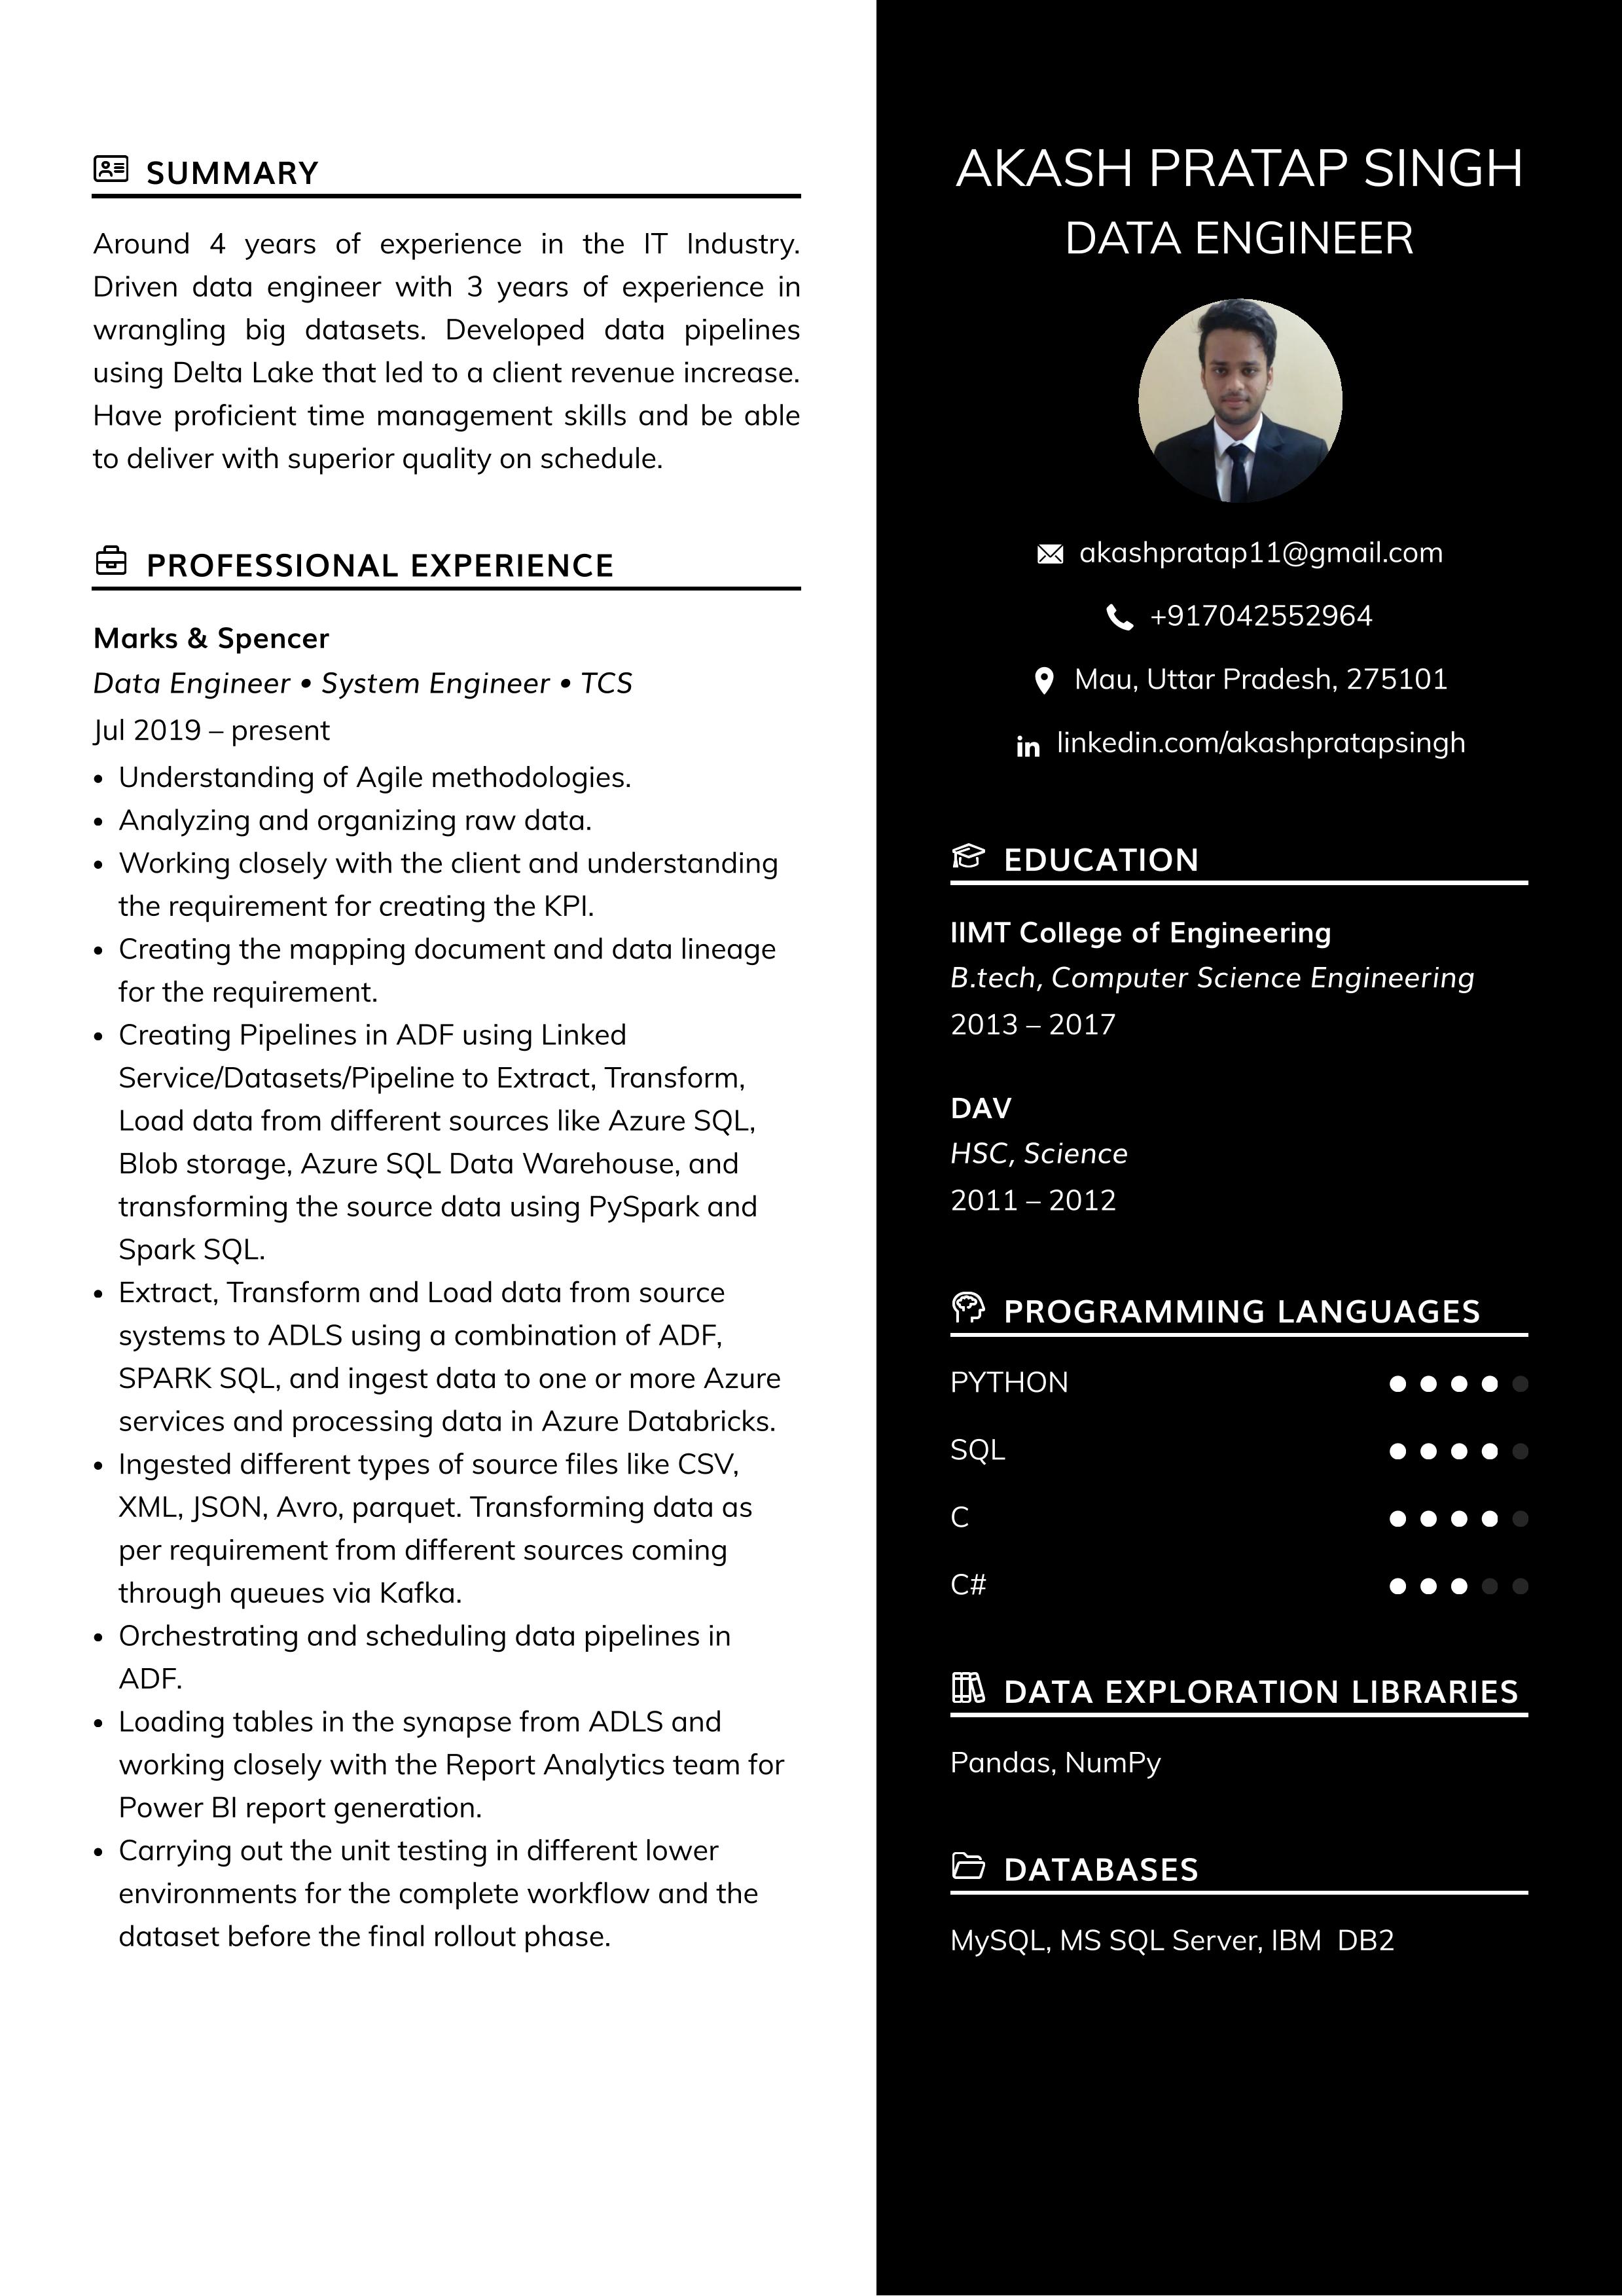 SUMMARY
Around 4 years of experience in the IT Industry.
Driven data engineer with 3 years of experience in
wrangling big datasets. Developed data pipelines
using Delta Lake that led to a client revenue increase.
Have proficient time management skills and be able
to deliver with superior quality on schedule.
PROFESSIONAL EXPERIENCE
Marks & Spencer
Data Engineer • System Engineer • TCS
Jul 2019 – present
• Understanding of Agile methodologies.
• Analyzing and organizing raw data.
• Working closely with the client and understanding
the requirement for creating the KPI.
• Creating the mapping document and data lineage
for the requirement.
• Creating Pipelines in ADF using Linked
Service/Datasets/Pipeline to Extract, Transform,
Load data from different sources like Azure SQL,
Blob storage, Azure SQL Data Warehouse, and
transforming the source data using PySpark and
Spark SQL.
• Extract, Transform and Load data from source
systems to ADLS using a combination of ADF,
SPARK SQL, and ingest data to one or more Azure
services and processing data in Azure Databricks.
• Ingested different types of source files like CSV,
XML, JSON, Avro, parquet. Transforming data as
per requirement from different sources coming
through queues via Kafka.
• Orchestrating and scheduling data pipelines in
ADF.
• Loading tables in the synapse from ADLS and
working closely with the Report Analytics team for
Power BI report generation.
• Carrying out the unit testing in different lower
environments for the complete workflow and the
dataset before the final rollout phase.
AKASH PRATAP SINGH
DATA ENGINEER
akashpratap11@gmail.com
+917042552964
Mau, Uttar Pradesh, 275101
in linkedin.com/akashpratapsingh
EDUCATION
IIMT College of Engineering
B.tech, Computer Science Engineering
2013 – 2017
DAV
HSC, Science
2011 – 2012
PROGRAMMING LANGUAGES
PYTHON
SQL
C
C#
DATA EXPLORATION LIBRARIES
Pandas, NumPy
DATABASES
MySQL, MS SQL Server, IBM  DB2